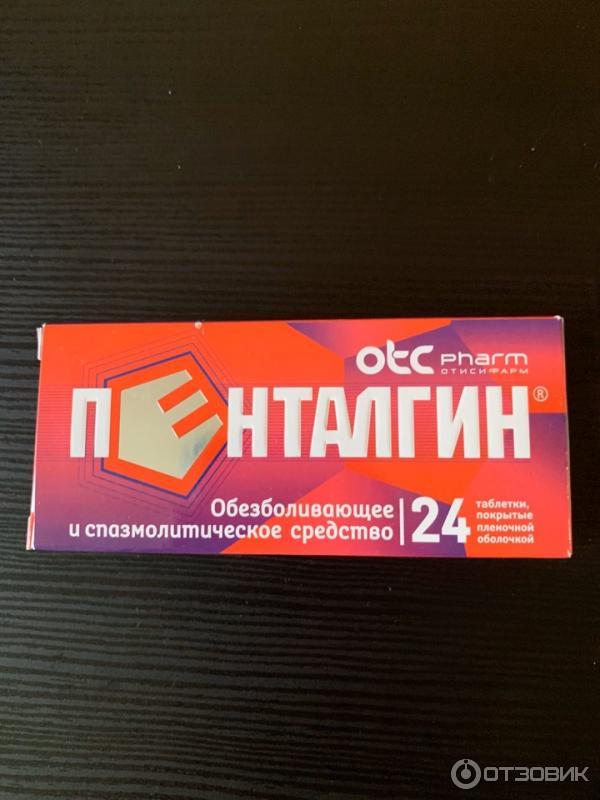 otc pharm
ОТИСИФАРМ
ПЕНТАЛГИН®
Обезболивающее
и спазмолитическое средство
24
таблетки,
покрытые
пленочной
оболочкой
ОТЗОВИК